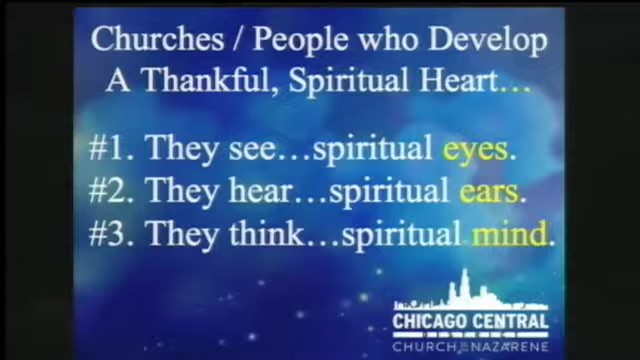 Churches / People who Develop
A Thankful, Spiritual Heart…
#1. They see…spiritual eyes.
#2. They hear…spiritual ears.
#3. They think…spiritual mind.
CHICAGO CENTRAL
DISTRICT
CHURCH OF THE NAZARENE